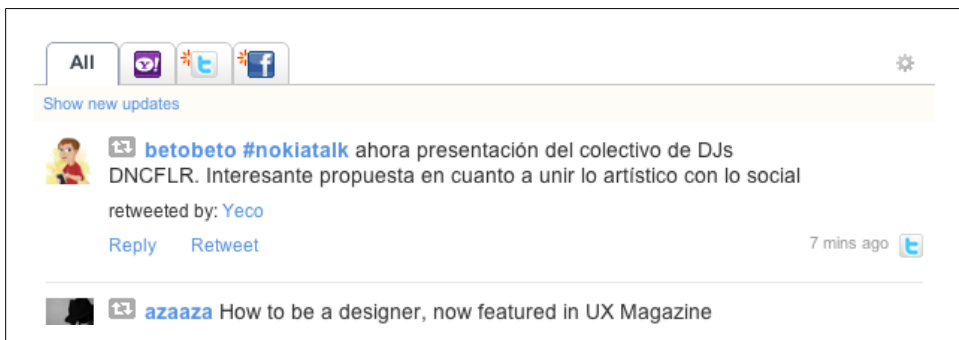 All
Show new updates
betobeto #nokiatalk ahora presentación del colectivo de DJs
DNCFLR. Interesante propuesta en cuanto a unir lo artístico con lo social
retweeted by: Yeco
Reply Retweet 7 mins ago
azaaza How to be a designer, now featured in UX Magazine